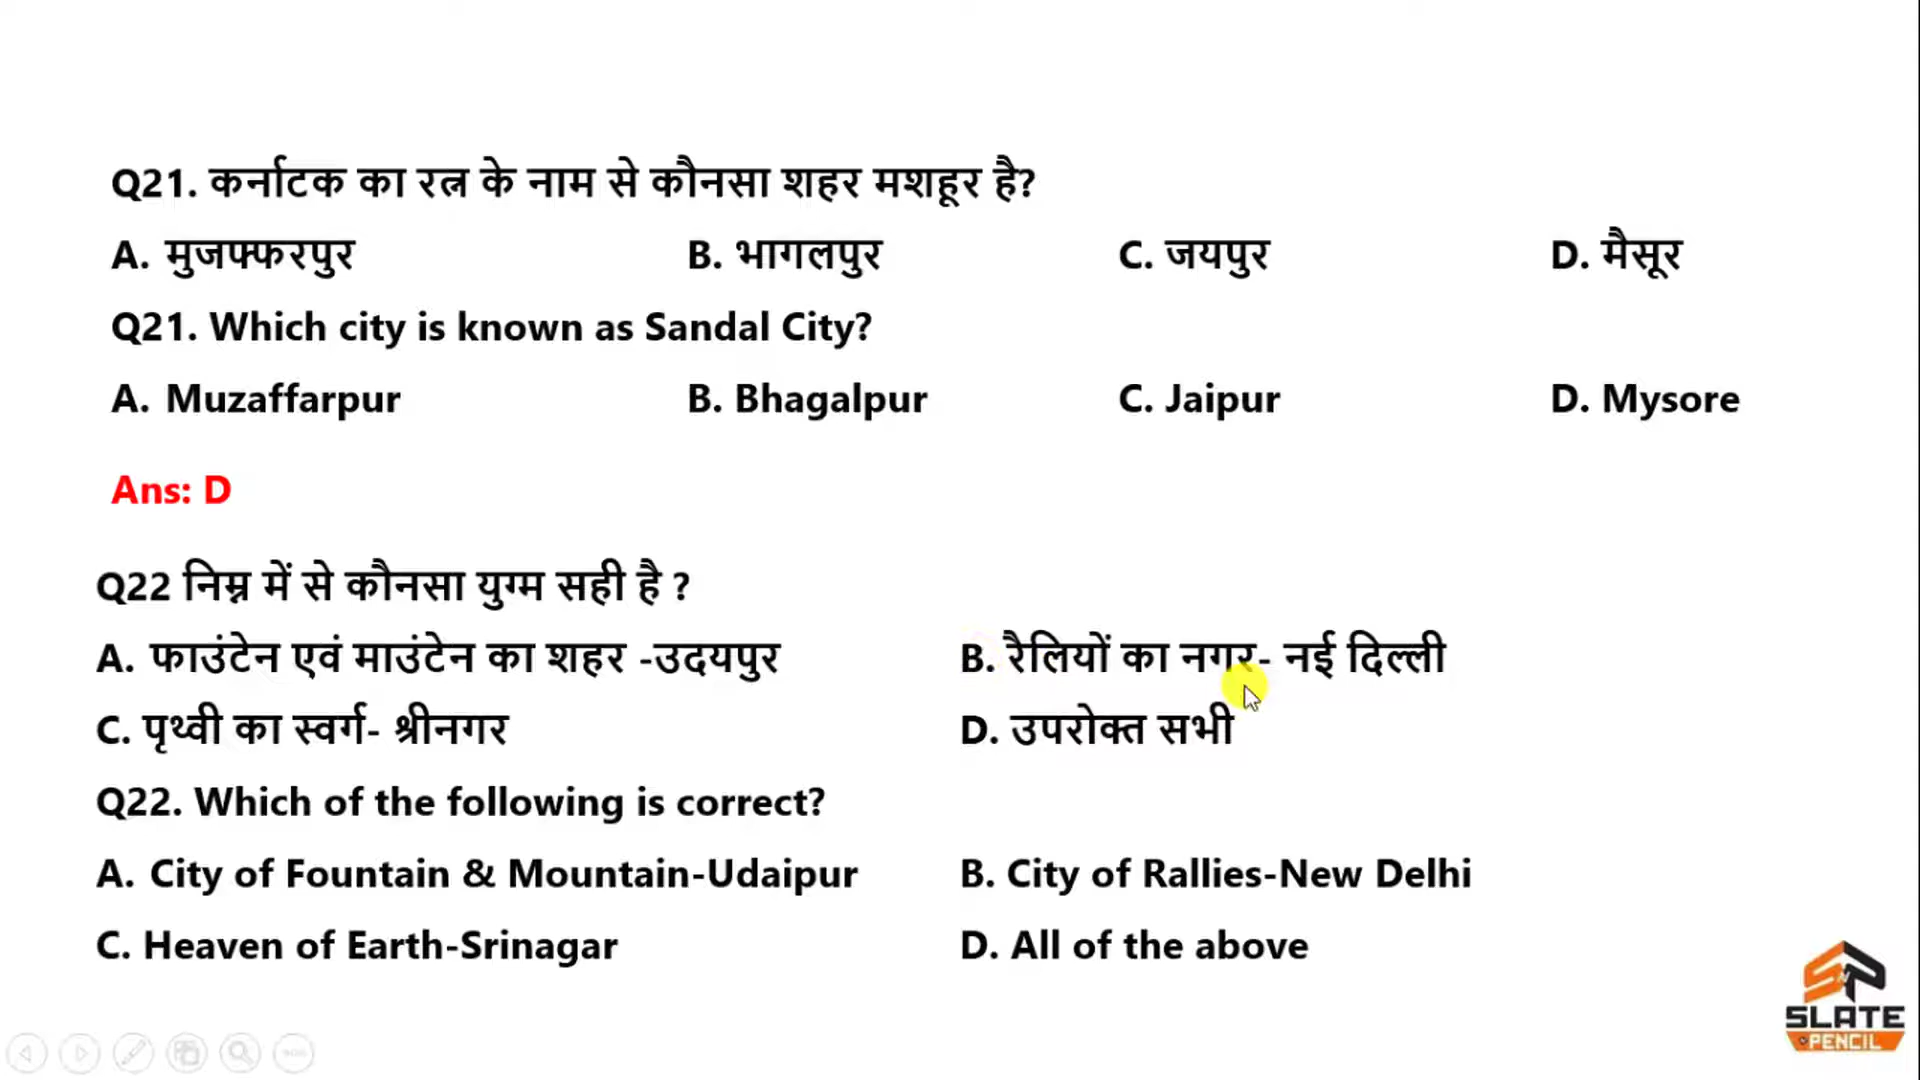 Q21. कर्नाटक का रत्न के नाम से कौनसा शहर मशहूर है?
A. मुजफ्फरपुर B. भागलपुर C. जयपुर D. मैसूर
Q21. Which city is known as Sandal City?
A. Muzaffarpur B. Bhagalpur C. Jaipur D. Mysore
Ans: D
Q22 निम्न में से कौनसा युग्म सही है ?
A. फाउंटेन एवं माउंटेन का शहर -उदयपुर B. रैलियों का नगर- नई दिल्ली
C. पृथ्वी का स्वर्ग- श्रीनगर D. उपरोक्त सभी
Q22. Which of the following is correct?
A. City of Fountain & Mountain-Udaipur B. City of Rallies-New Delhi
C. Heaven of Earth-Srinagar D. All of the above
SLATE
PENCIL